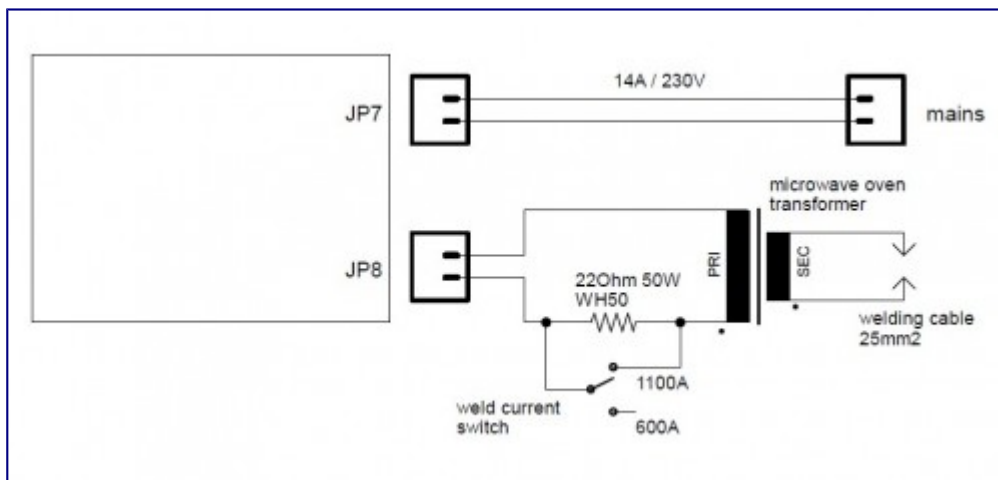 14A / 230V
JP7
mains
microwave oven
transformer
JP8
PRI
SEC
22Ohm 50W
WH50
welding cable
25mm2
1100A
weld current
switch
600A